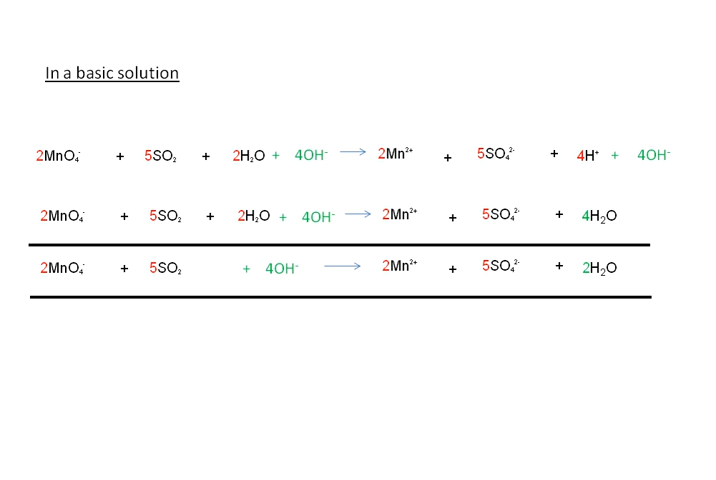 In a basic solution
2MnO₄⁻ + 5SO₂ + 2H₂O + 4OH⁻ → 2Mn²⁺ + 5SO₄²⁻ + 4H⁺ + 4OH⁻
2MnO₄⁻ + 5SO₂ + 2H₂O + 4OH⁻ → 2Mn²⁺ + 5SO₄²⁻ + 4H₂O
2MnO₄⁻ + 5SO₂ + 4OH⁻ → 2Mn²⁺ + 5SO₄²⁻ + 2H₂O